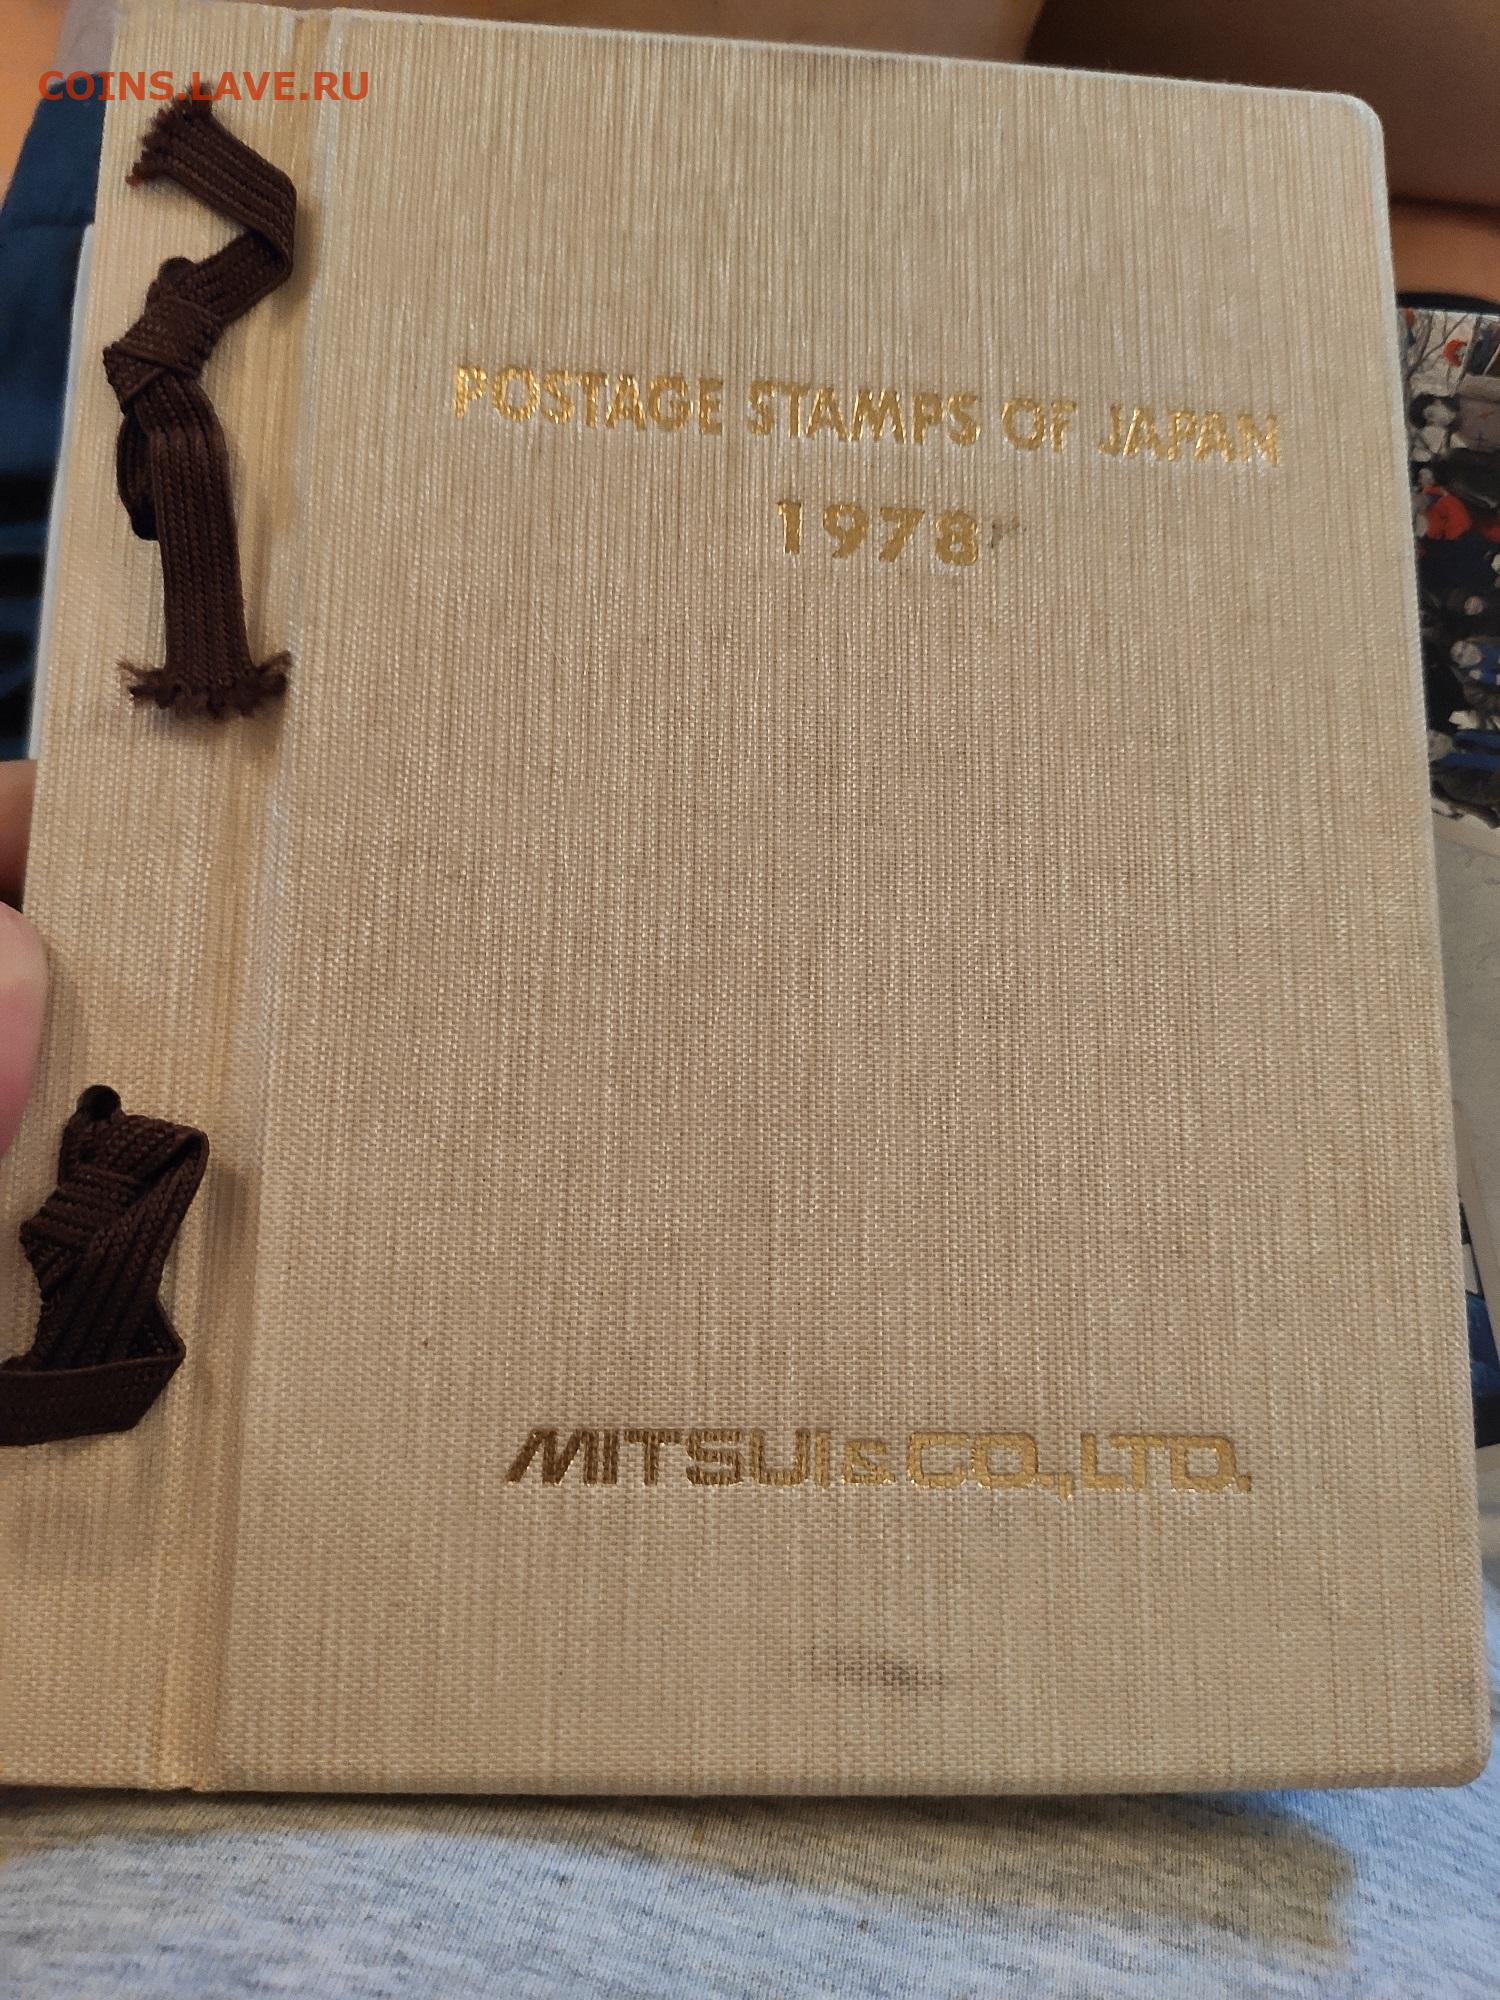 COINS.LAVE.RU
POSTAGE STAMPS OF JAPAN
1978
MITSUI & CO., LTD.